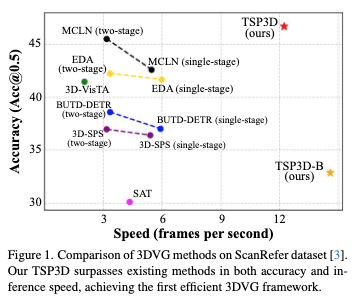 TSP3D
(ours)
MCLN (two-stage)
45
EDA
(two-stage)
MCLN (single-stage)
3D-VisTA
EDA (single-stage)
40
BUTD-DETR
(two-stage)
BUTD-DETR (single-stage)
3D-SPS
(two-stage)
3D-SPS (single-stage)
35
TSP3D-B
(ours)
SAT
30
3
6
9
12
Accuracy (Acc@0.5)
Speed (frames per second)
Figure 1. Comparison of 3DVG methods on ScanRefer dataset [3].
Our TSP3D surpasses existing methods in both accuracy and in-
ference speed, achieving the first efficient 3DVG framework.